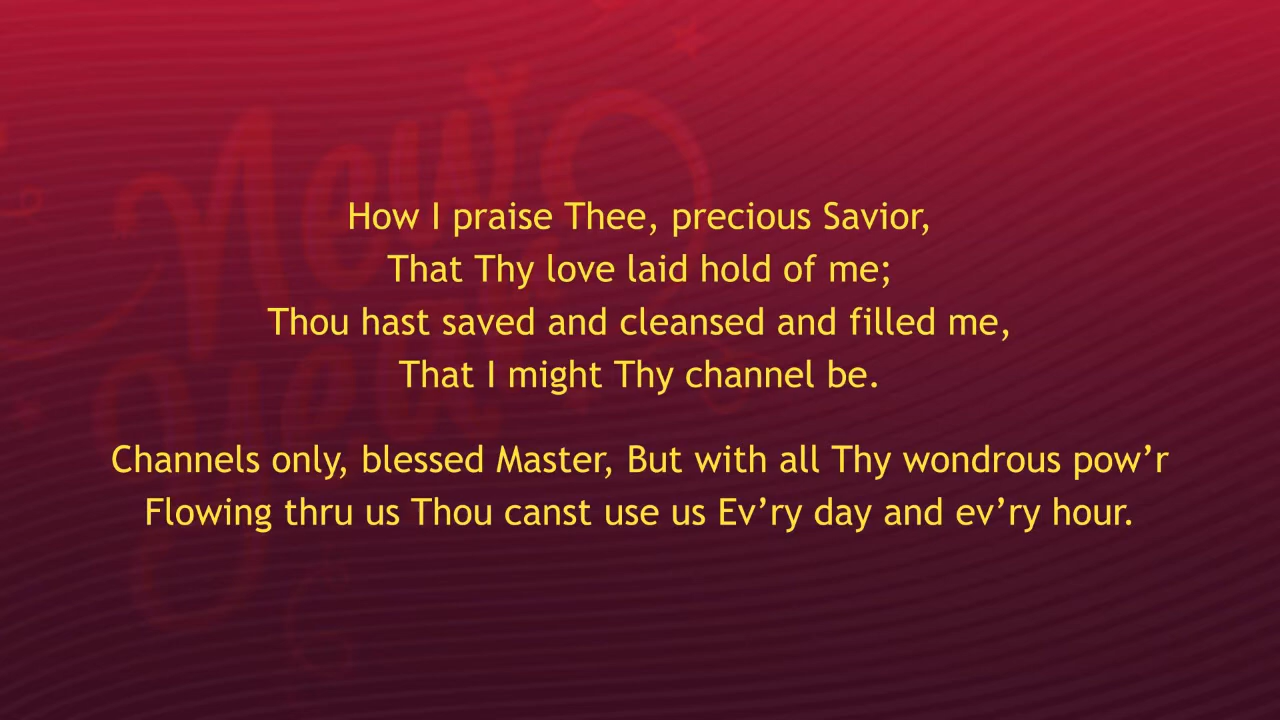 New
Year
How I praise Thee, precious Savior,
That Thy love laid hold of me;
Thou hast saved and cleansed and filled me,
That I might Thy channel be.
Channels only, blessed Master, But with all Thy wondrous pow’r
Flowing thru us Thou canst use us Ev’ry day and ev’ry hour.